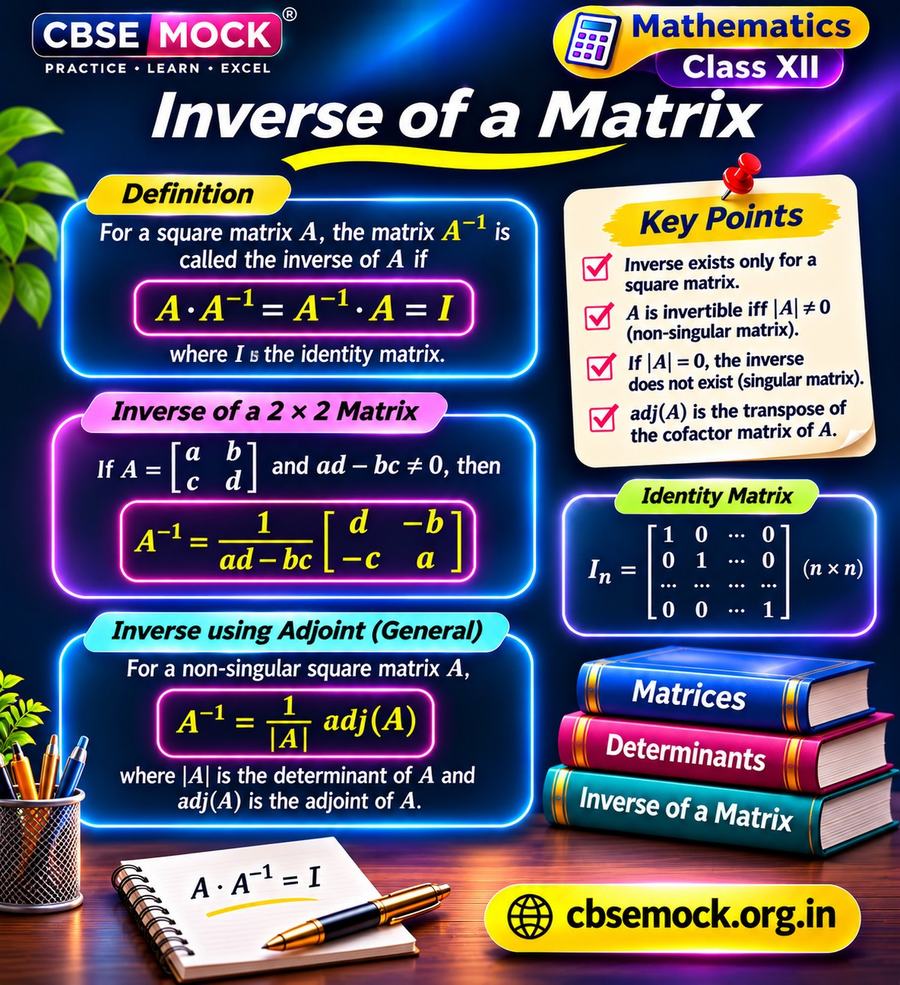 CBSE MOCK ®
PRACTICE • LEARN • EXCEL
Mathematics
Class XII
Inverse of a Matrix
Definition
For a square matrix A, the matrix A⁻¹ is
called the inverse of A if
A · A⁻¹ = A⁻¹ · A = I
where I is the identity matrix.
Inverse of a 2 × 2 Matrix
If A = [a b; c d] and ad − bc ≠ 0, then
A⁻¹ = 1/(ad − bc) [d −b; −c a]
Inverse using Adjoint (General)
For a non-singular square matrix A,
A⁻¹ = 1/|A| adj(A)
where |A| is the determinant of A and
adj(A) is the adjoint of A.
Key Points
Inverse exists only for a
square matrix.
A is invertible iff |A| ≠ 0
(non-singular matrix).
If |A| = 0, the inverse
does not exist (singular matrix).
adj(A) is the transpose of
the cofactor matrix of A.
Identity Matrix
Iₙ = [1 0 ... 0; 0 1 ... 0; ... ... ... ...; 0 0 ... 1] (n × n)
Matrices
Determinants
Inverse of a Matrix
A · A⁻¹ = I
cbsemock.org.in